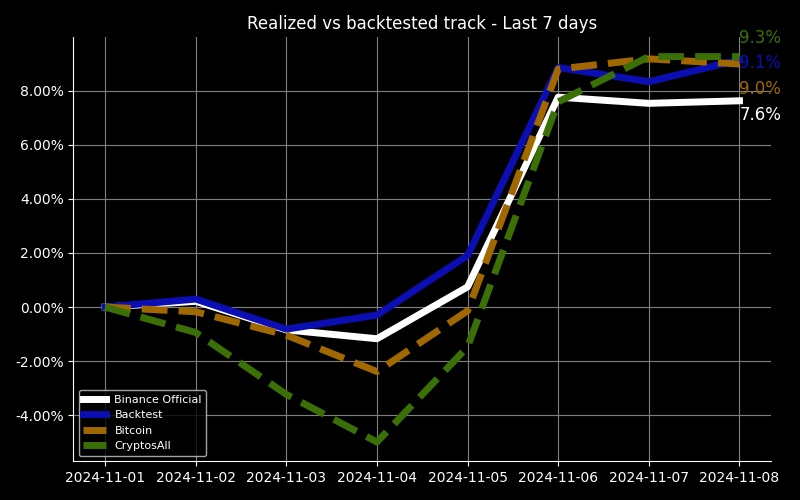 Realized vs backtested track - Last 7 days
9.3%
9.1%
9.0%
7.6%
8.00%
6.00%
4.00%
2.00%
0.00%
-2.00%
-4.00%
Binance Official
Backtest
Bitcoin
CryptosAll
2024-11-01 2024-11-02 2024-11-03 2024-11-04 2024-11-05 2024-11-06 2024-11-07 2024-11-08